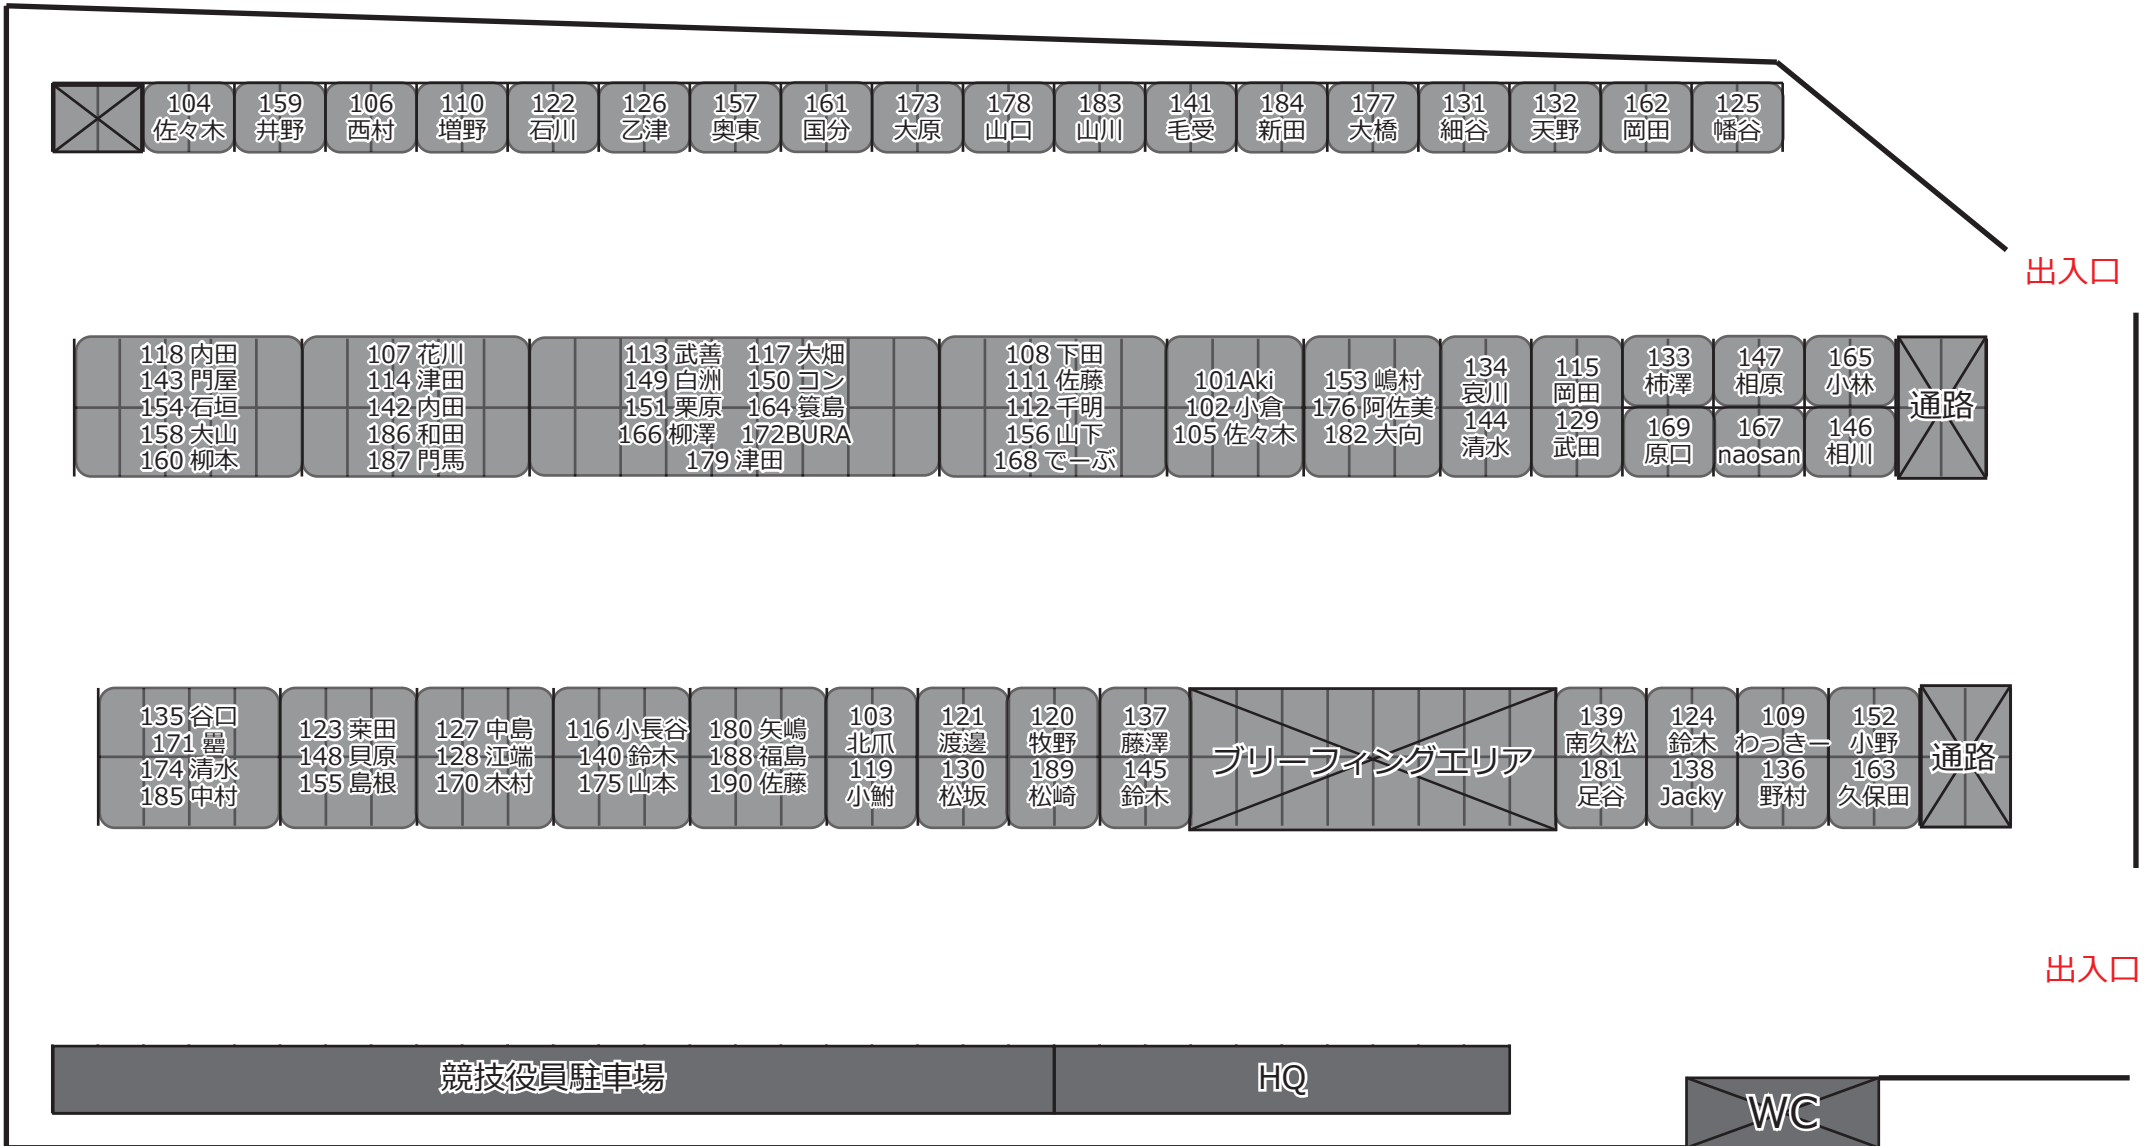 104
佐々木
159
井野
106
西村
110
増野
122
石川
126
乙津
157
奥東
161
国分
173
大原
178
山口
183
山川
141
毛受
184
新田
177
大橋
131
細谷
132
天野
162
岡田
125
幡谷
出入口
118 内田
143 門屋
154 石垣
158 大山
160 柳本
107 花川
114 津田
142 内田
186 和田
187 門馬
113 武善 117 大畑
149 白洲 150 コン
151 栗原 164 簑島
166 柳澤 172BURA
179 津田
108 下田
111 佐藤
112 千明
156 山下
168 でーぶ
101Aki
102 小倉
105 佐々木
153 嶋村
176 阿佐美
182 大向
134
哀川
144
清水
115
岡田
129
武田
133
柿澤
169
原口
147
相原
167
naosan
165
小林
146
相川
通路
135 谷口
171 罍
174 清水
185 中村
123 桒田
148 貝原
155 島根
127 中島
128 江端
170 木村
116 小長谷
140 鈴木
175 山本
180 矢嶋
188 福島
190 佐藤
103
北爪
119
小鮒
121
渡邊
130
松坂
120
牧野
189
松崎
137
藤澤
145
鈴木
ブリーフィングエリア
139
南久松
181
足谷
124
鈴木
138
Jacky
109
わっきー
136
野村
152
小野
163
久保田
通路
出入口
競技役員駐車場
HQ
WC